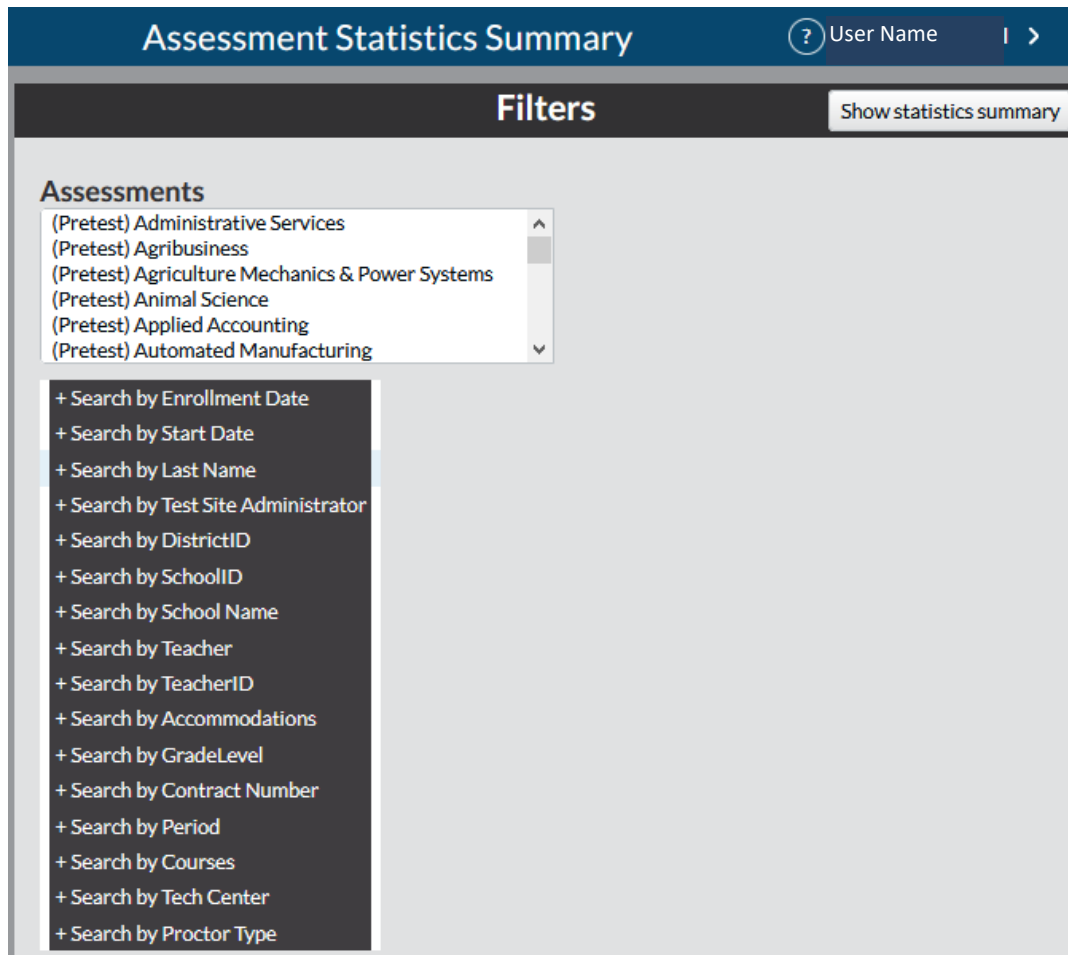 Assessment Statistics Summary
? User Name
Filters
Show statistics summary
Assessments
(Pretest) Administrative Services
(Pretest) Agribusiness
(Pretest) Agriculture Mechanics & Power Systems
(Pretest) Animal Science
(Pretest) Applied Accounting
(Pretest) Automated Manufacturing
+ Search by Enrollment Date
+ Search by Start Date
+ Search by Last Name
+ Search by Test Site Administrator
+ Search by DistrictID
+ Search by SchoolID
+ Search by School Name
+ Search by Teacher
+ Search by TeacherID
+ Search by Accommodations
+ Search by GradeLevel
+ Search by Contract Number
+ Search by Period
+ Search by Courses
+ Search by Tech Center
+ Search by Proctor Type